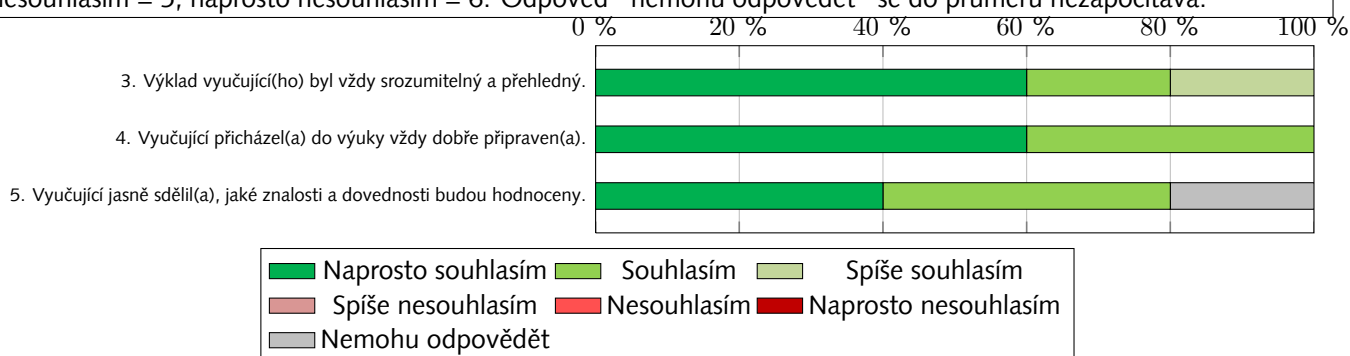 nesouhlasím = 5, naprosto nesouhlasím = 6. Odpověď "nemohu odpovědět" se do průměru nezapočítává.
0 % 20 % 40 % 60 % 80 % 100 %
3. Výklad vyučující(ho) byl vždy srozumitelný a přehledný.
4. Vyučující přicházel(a) do výuky vždy dobře připraven(a).
5. Vyučující jasně sdělil(a), jaké znalosti a dovednosti budou hodnoceny.
Naprosto souhlasím Souhlasím Spíše souhlasím
Spíše nesouhlasím Nesouhlasím Naprosto nesouhlasím
Nemohu odpovědět